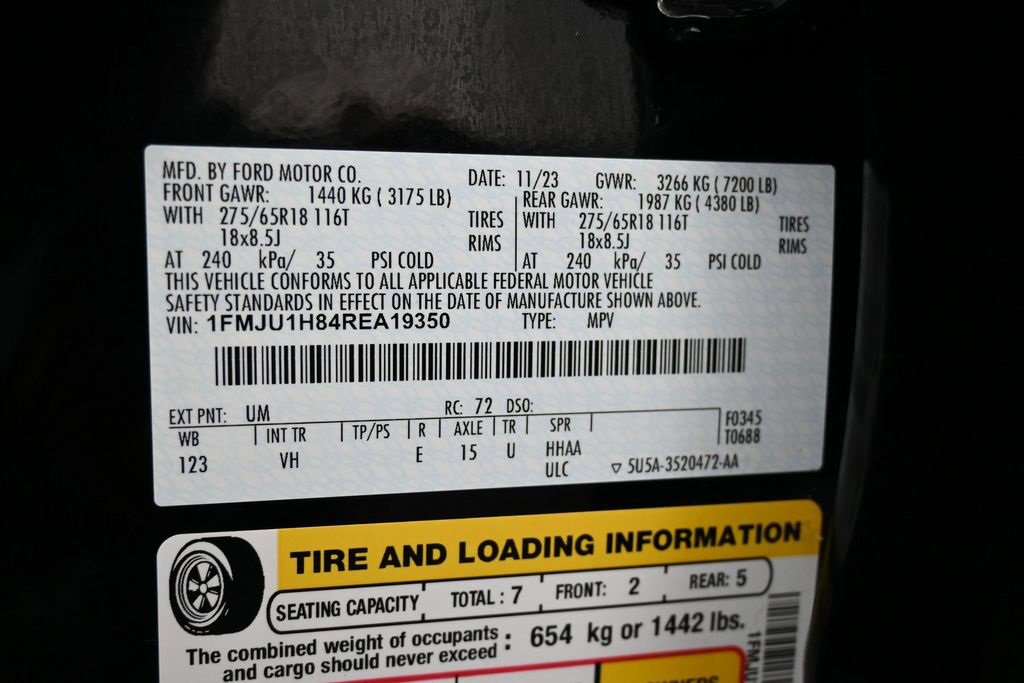 MFD. BY FORD MOTOR CO. DATE: 11/23 GVWR: 3266 KG ( 7200 LB)
FRONT GAWR: 1440 KG ( 3175 LB) REAR GAWR: 1987 KG ( 4380 LB)
WITH 275/65R18 116T TIRES WITH 275/65R18 116T TIRES
18x8.5J RIMS 18x8.5J RIMS
AT 240 kPa/ 35 PSI COLD AT 240 kPa/ 35 PSI COLD
THIS VEHICLE CONFORMS TO ALL APPLICABLE FEDERAL MOTOR VEHICLE
SAFETY STANDARDS IN EFFECT ON THE DATE OF MANUFACTURE SHOWN ABOVE.
VIN: 1FMJU1H84REA19350 TYPE: MPV
EXT PNT: UM RC: 72 DSO:
WB INT TR TP/PS R AXLE TR SPR F0345
T0688
123 VH E 15 U HHAA
ULC ▽ 5U5A-3520472-AA
TIRE AND LOADING INFORMATION
SEATING CAPACITY TOTAL : 7 FRONT: 2 REAR: 5
The combined weight of occupants
and cargo should never exceed : 654 kg or 1442 lbs.
1FMJU